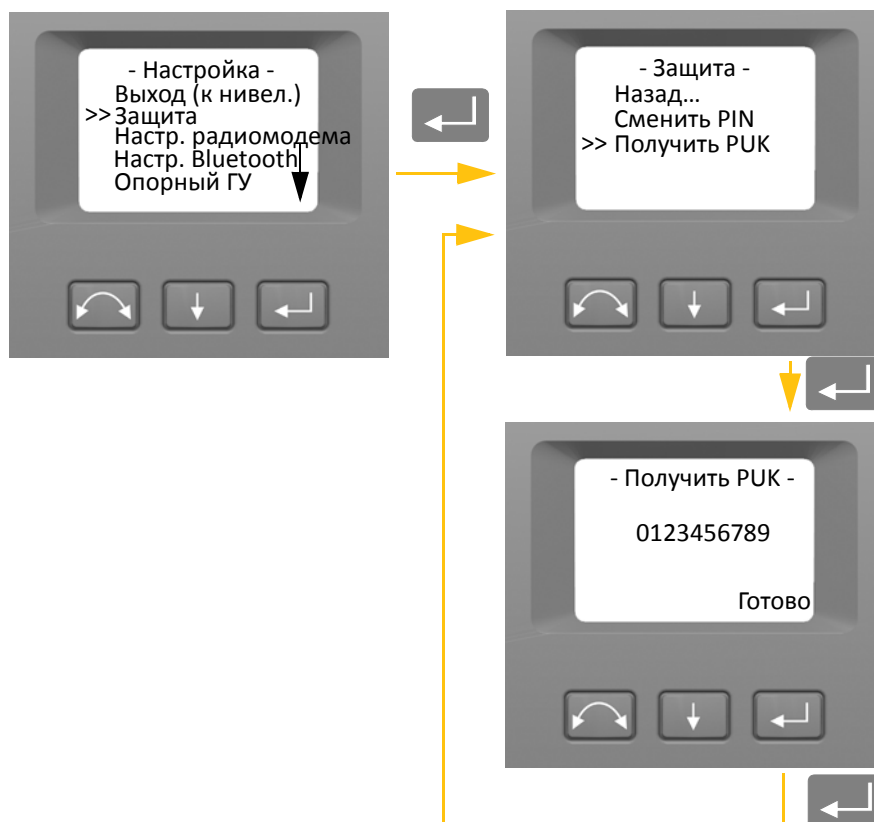 - Настройка -
Выход (к нивел.)
>> Защита
Настр. радиомодема
Настр. Bluetooth
Опорный ГУ
- Защита -
Назад...
Сменить PIN
>> Получить PUK
- Получить PUK -
0123456789
Готово